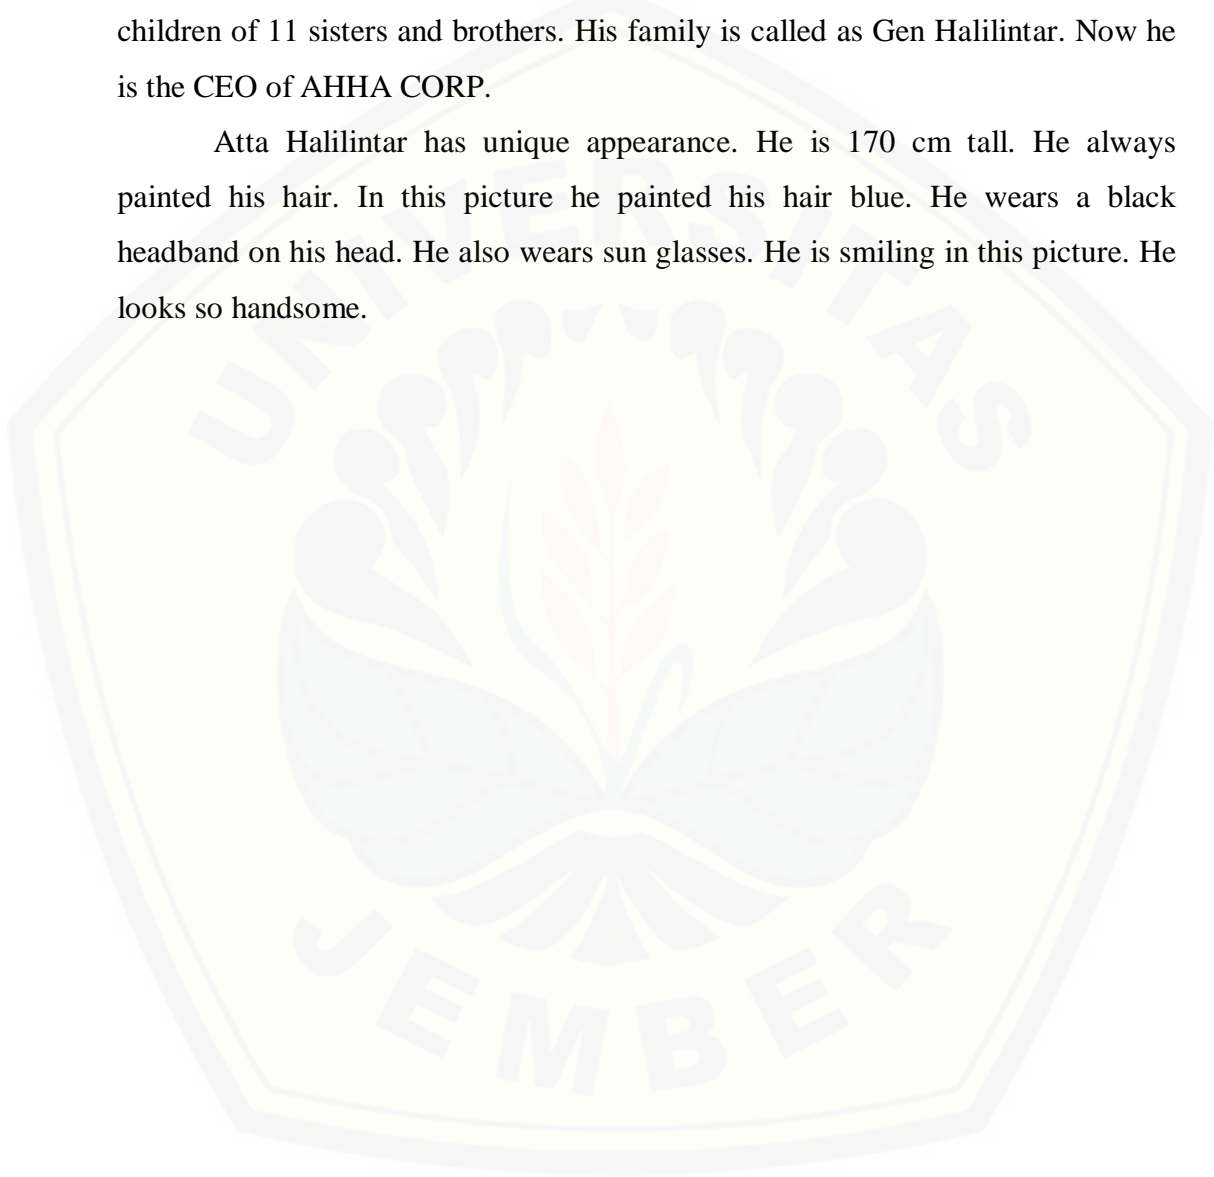 children of 11 sisters and brothers. His family is called as Gen Halilintar. Now he
is the CEO of AHHA CORP.
Atta Halilintar has unique appearance. He is 170 cm tall. He always
painted his hair. In this picture he painted his hair blue. He wears a black
headband on his head. He also wears sun glasses. He is smiling in this picture. He
looks so handsome.
UNIVERSITAS
JEMBER